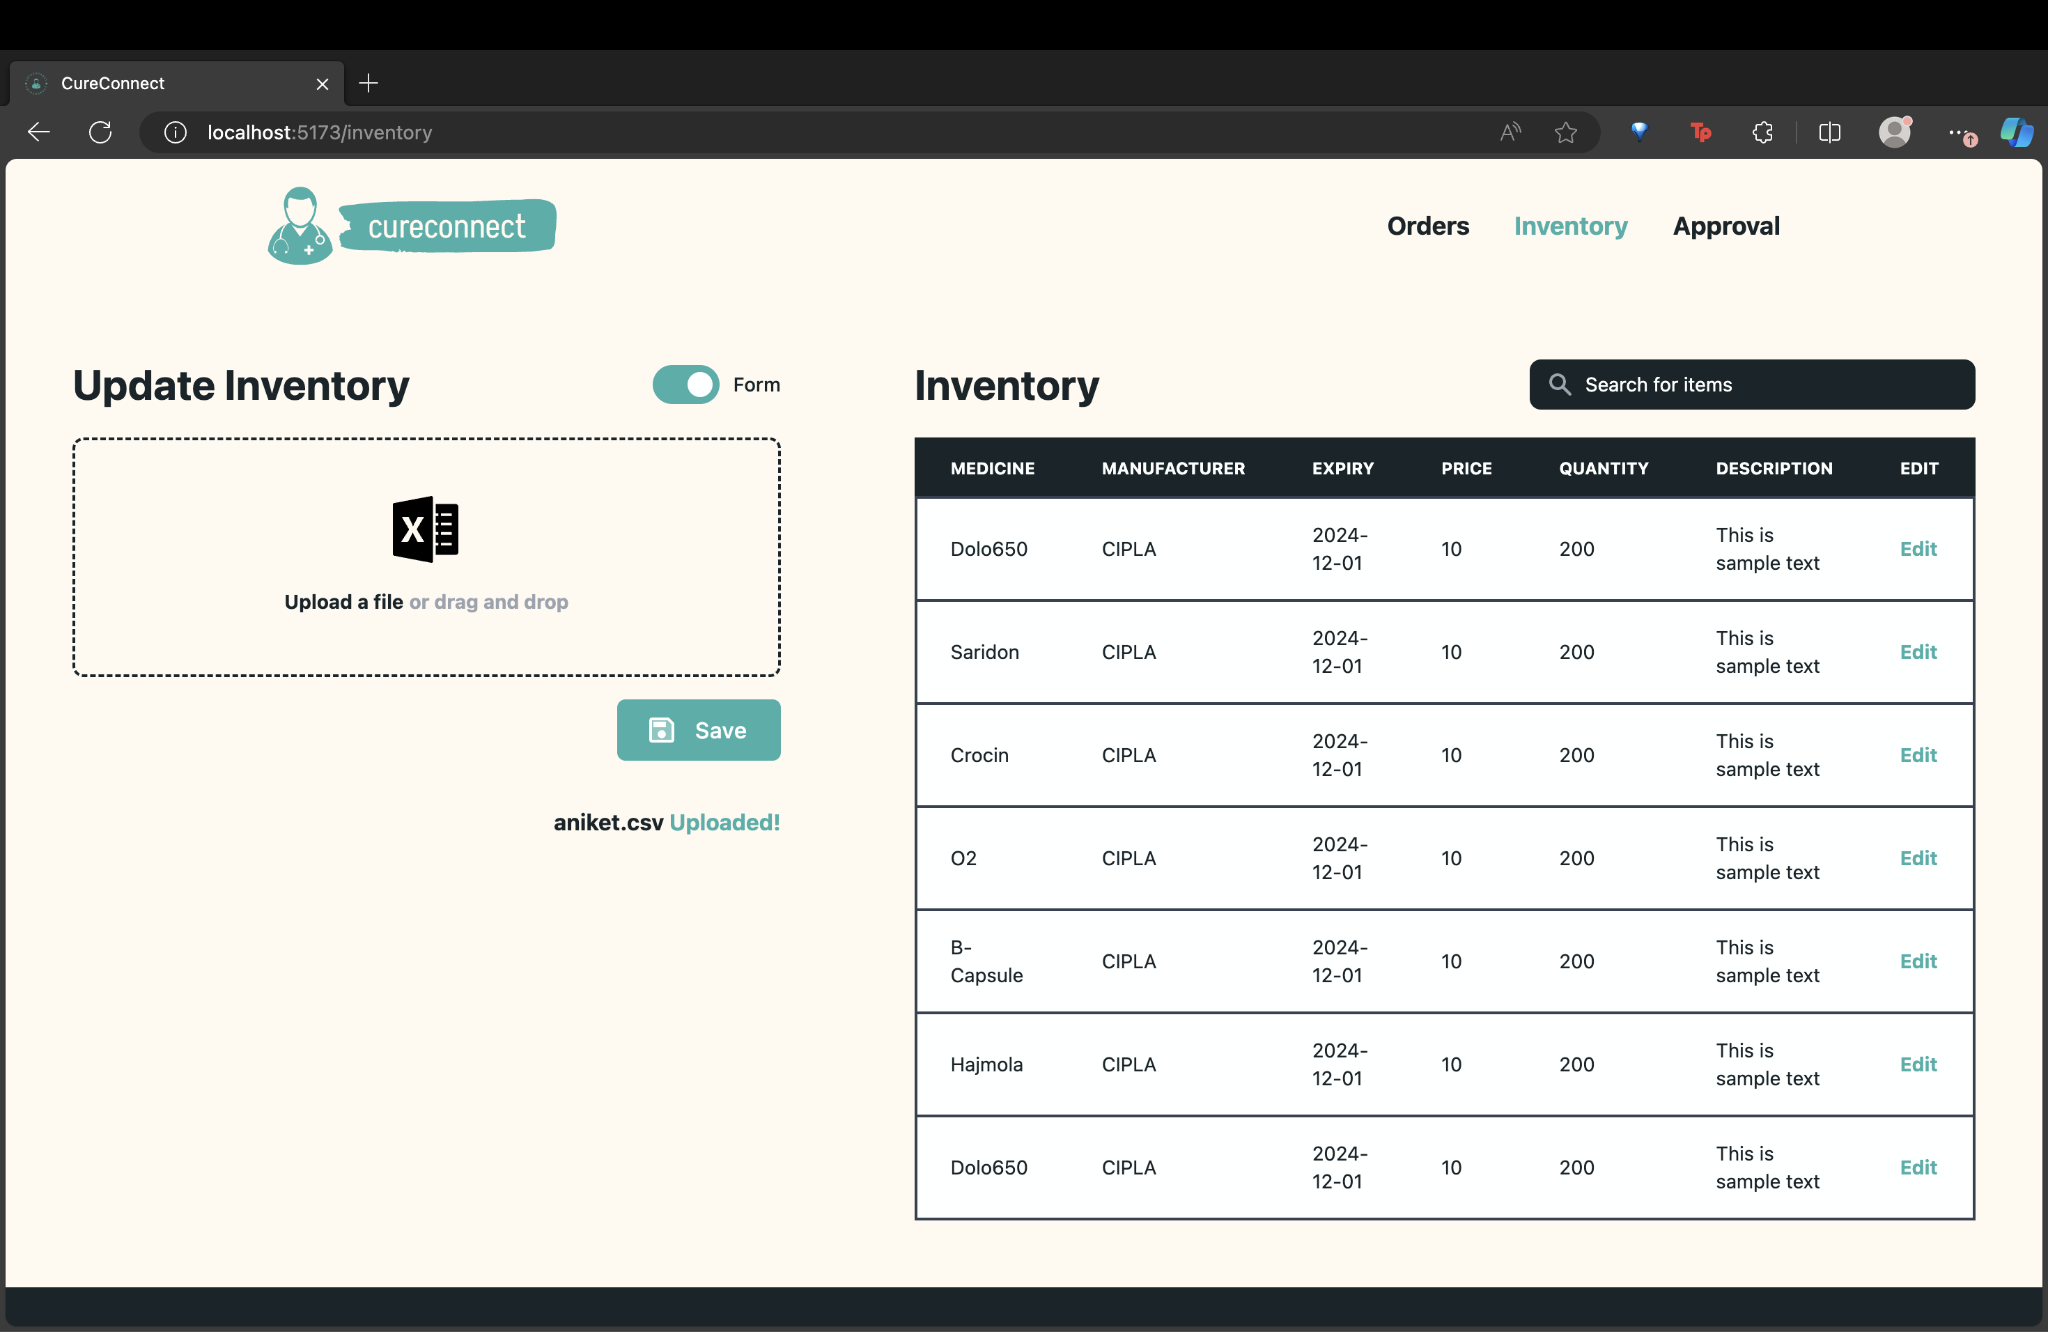 CureConnect
localhost:5173/inventory
cureconnect
Orders Inventory Approval
Update Inventory
Form
Upload a file or drag and drop
Save
aniket.csv Uploaded!
Inventory
Search for items
MEDICINE MANUFACTURER EXPIRY PRICE QUANTITY DESCRIPTION EDIT
Dolo650 CIPLA 2024-12-01 10 200 This is sample text Edit
Saridon CIPLA 2024-12-01 10 200 This is sample text Edit
Crocin CIPLA 2024-12-01 10 200 This is sample text Edit
O2 CIPLA 2024-12-01 10 200 This is sample text Edit
B-Capsule CIPLA 2024-12-01 10 200 This is sample text Edit
Hajmola CIPLA 2024-12-01 10 200 This is sample text Edit
Dolo650 CIPLA 2024-12-01 10 200 This is sample text Edit